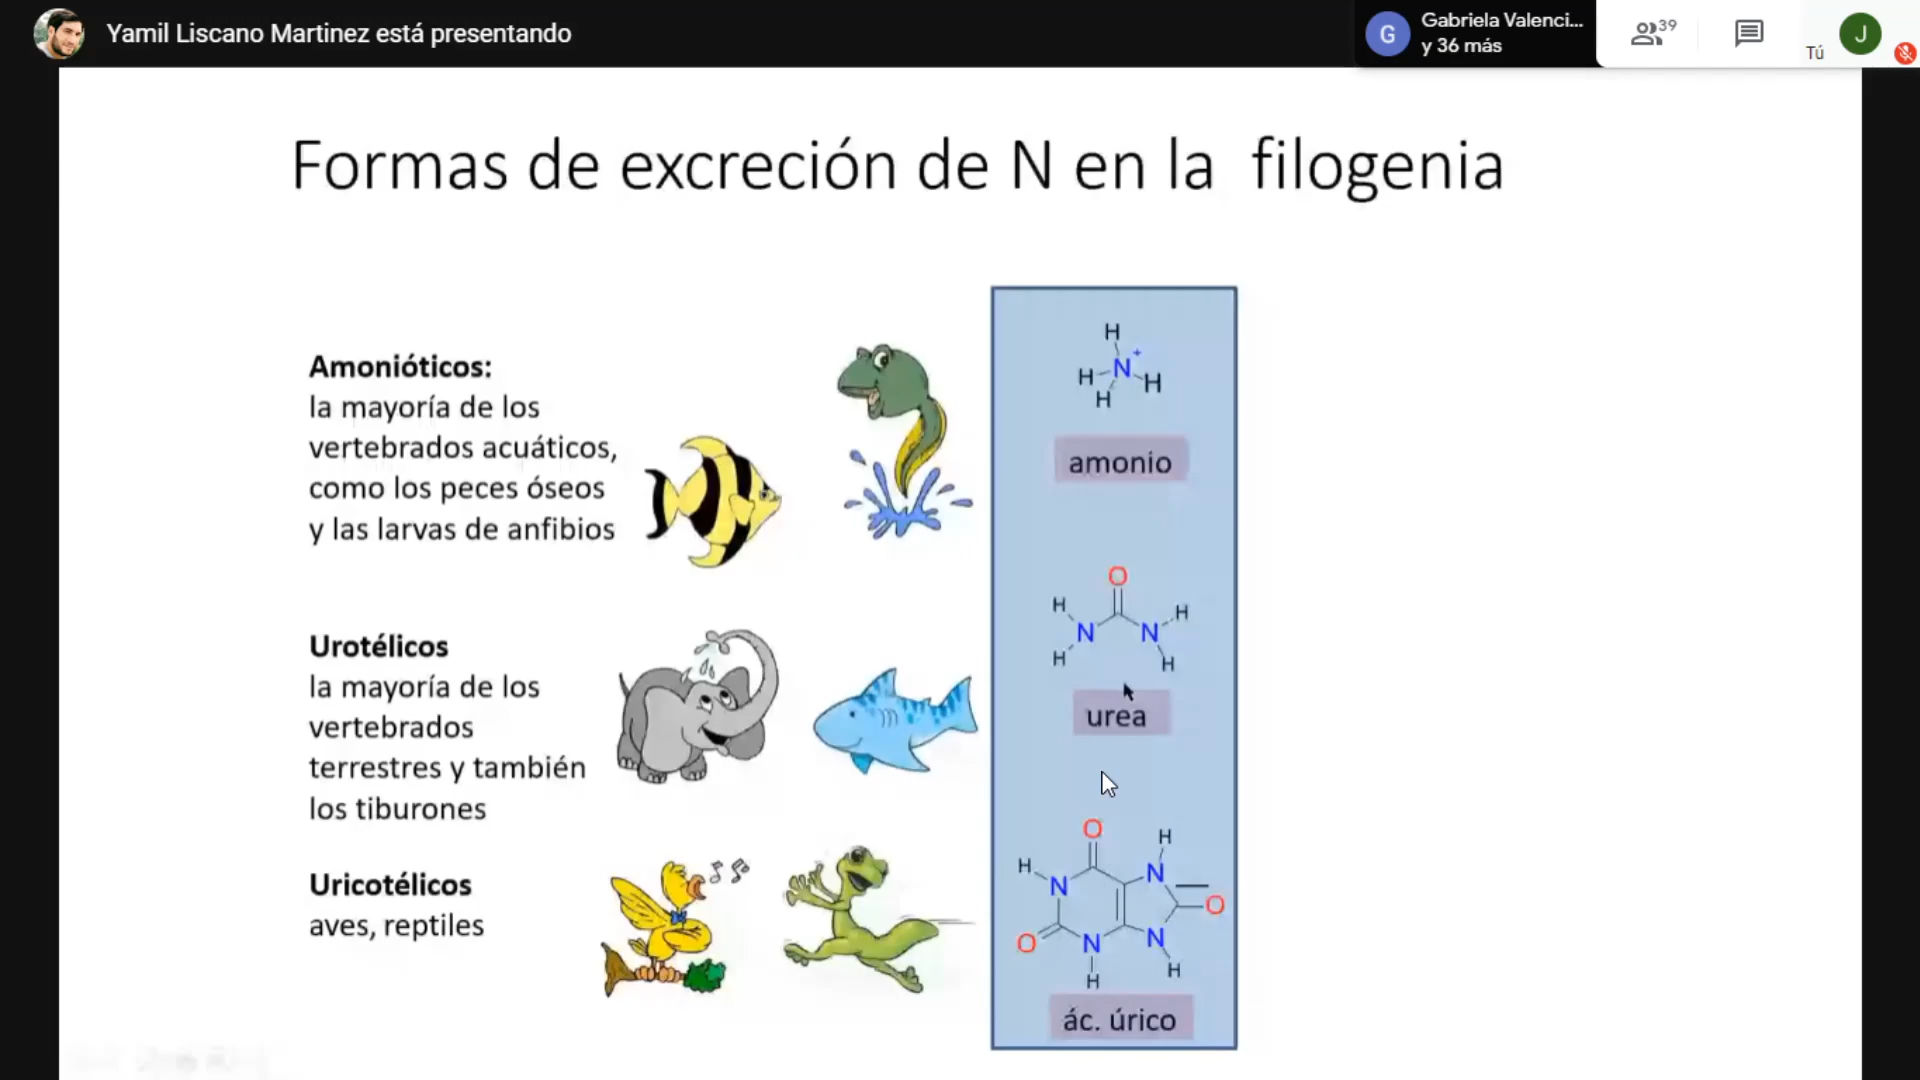 Yamil Liscano Martinez está presentando
G
Gabriela Valenci...
y 36 más
39
Tú
J
Formas de excreción de N en la filogenia
Amonióticos:
la mayoría de los
vertebrados acuáticos,
como los peces óseos
y las larvas de anfibios
H
H N + H
H
amonio
Urotélicos
la mayoría de los
vertebrados
terrestres y también
los tiburones
O
H H
N N
H H
urea
Uricotélicos
aves, reptiles
O H
H N N
O
O N N
H H
ác. úrico